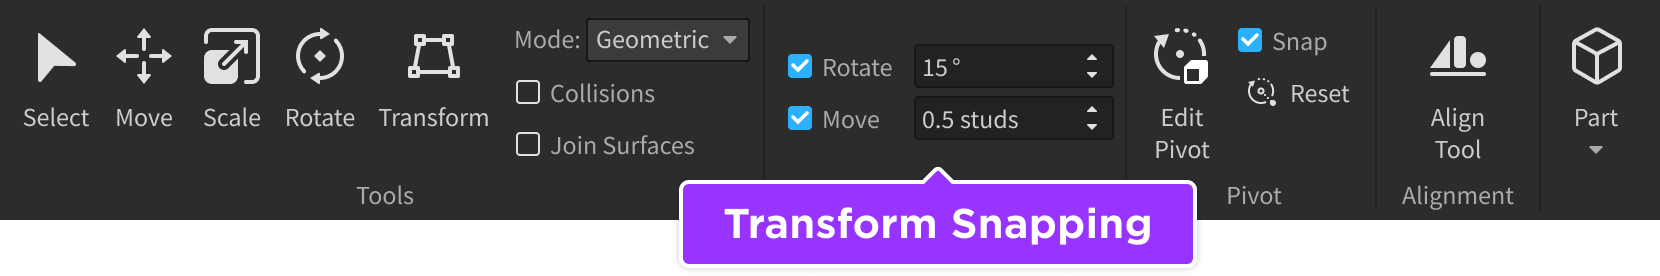 Select
Move
Scale
Rotate
Transform
Mode: Geometric
Collisions
Join Surfaces
Tools
Rotate 15°
Move 0.5 studs
Transform Snapping
Edit
Pivot
Snap
Reset
Pivot
Align
Tool
Alignment
Part